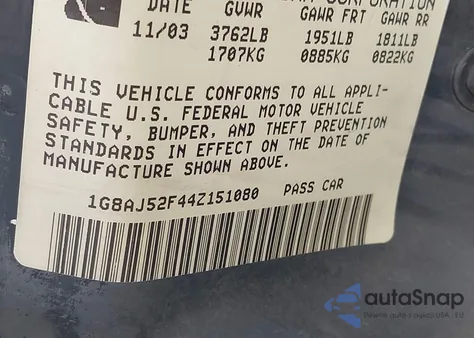 CORPORATION
DATE GVWR GAWR FRT GAWR RR
11/03 3762LB 1951LB 1811LB
1707KG 0885KG 0822KG
THIS VEHICLE CONFORMS TO ALL APPLI-
CABLE U.S. FEDERAL MOTOR VEHICLE
SAFETY, BUMPER, AND THEFT PREVENTION
STANDARDS IN EFFECT ON THE DATE OF
MANUFACTURE SHOWN ABOVE.
1G8AJ52F44Z151080 PASS CAR
autoSnap